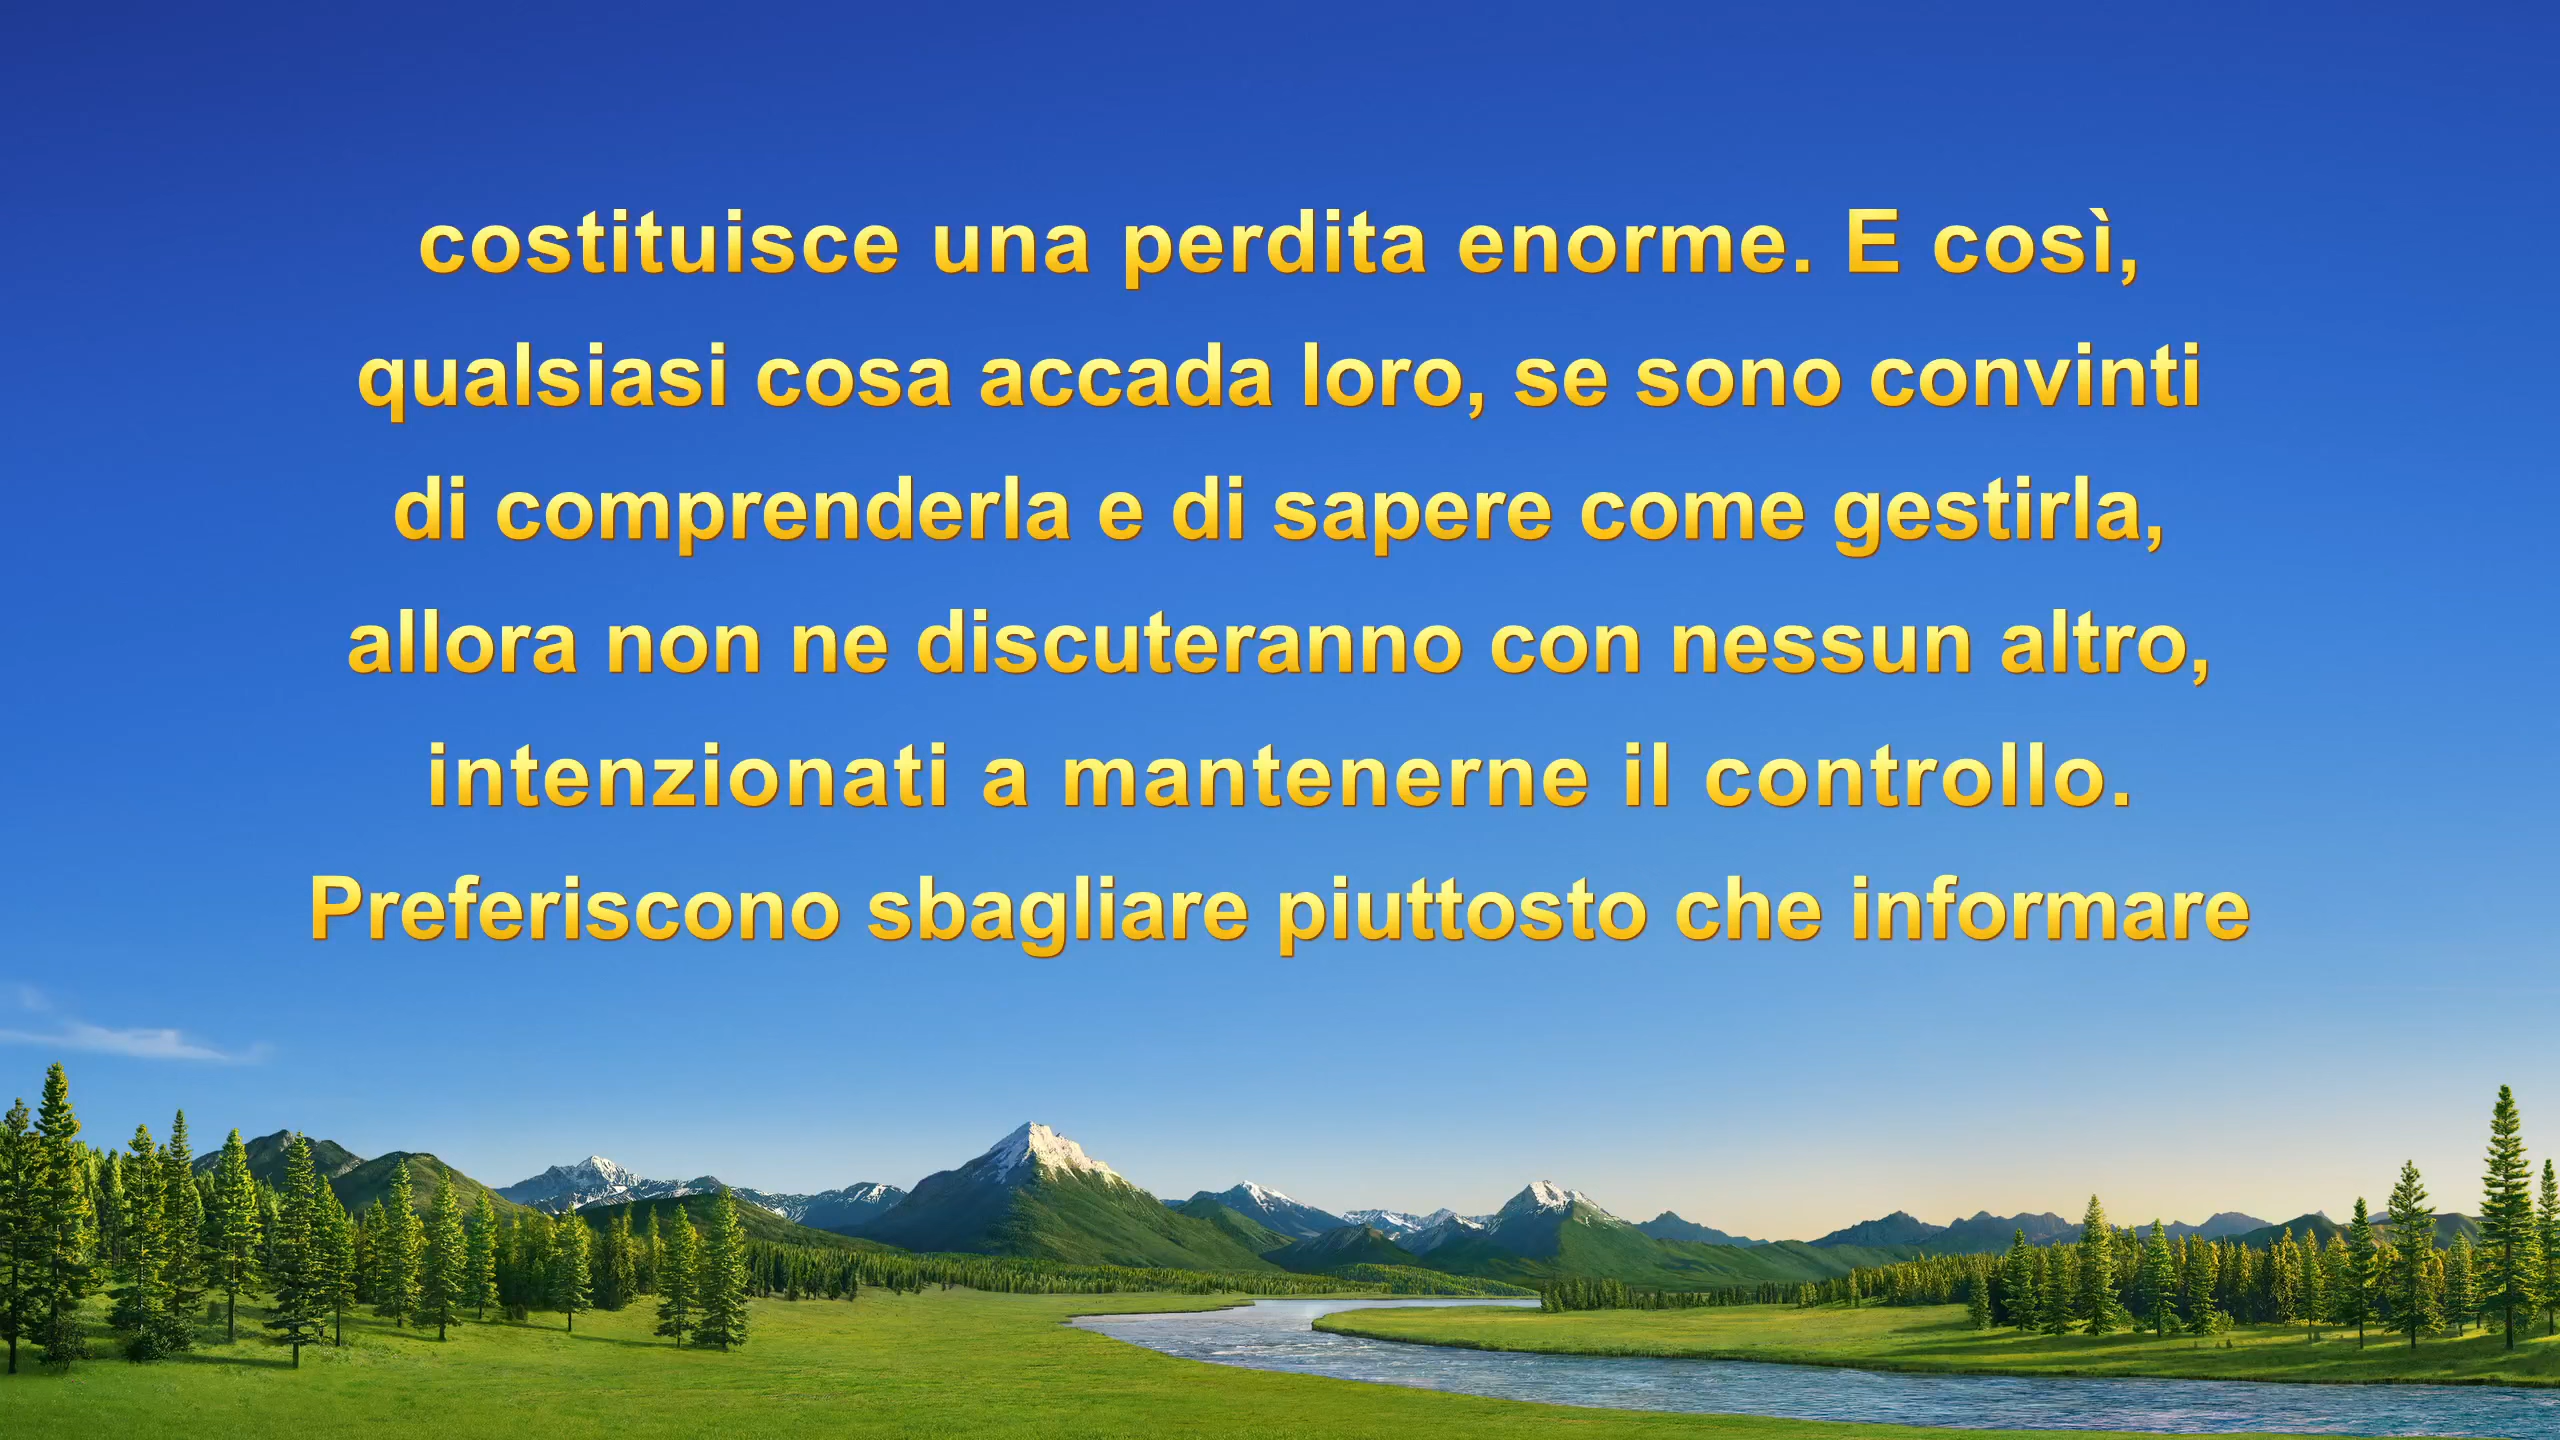 costituisce una perdita enorme. E così,
qualsiasi cosa accada loro, se sono convinti
di comprenderla e di sapere come gestirla,
allora non ne discuteranno con nessun altro,
intenzionati a mantenerne il controllo.
Preferiscono sbagliare piuttosto che informare